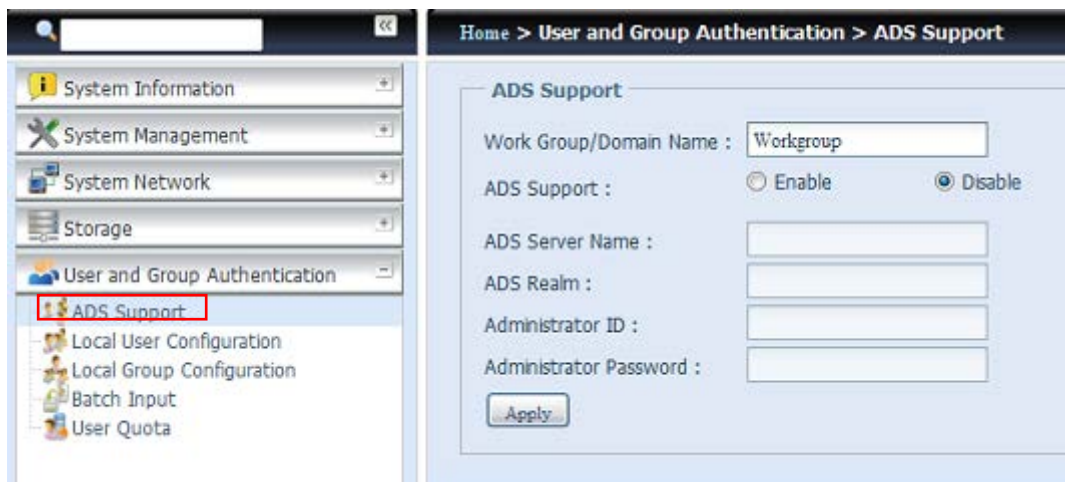 Home > User and Group Authentication > ADS Support
System Information
System Management
System Network
Storage
User and Group Authentication
ADS Support
Local User Configuration
Local Group Configuration
Batch Input
User Quota
ADS Support
Work Group/Domain Name : Workgroup
ADS Support : Enable Disable
ADS Server Name :
ADS Realm :
Administrator ID :
Administrator Password :
Apply